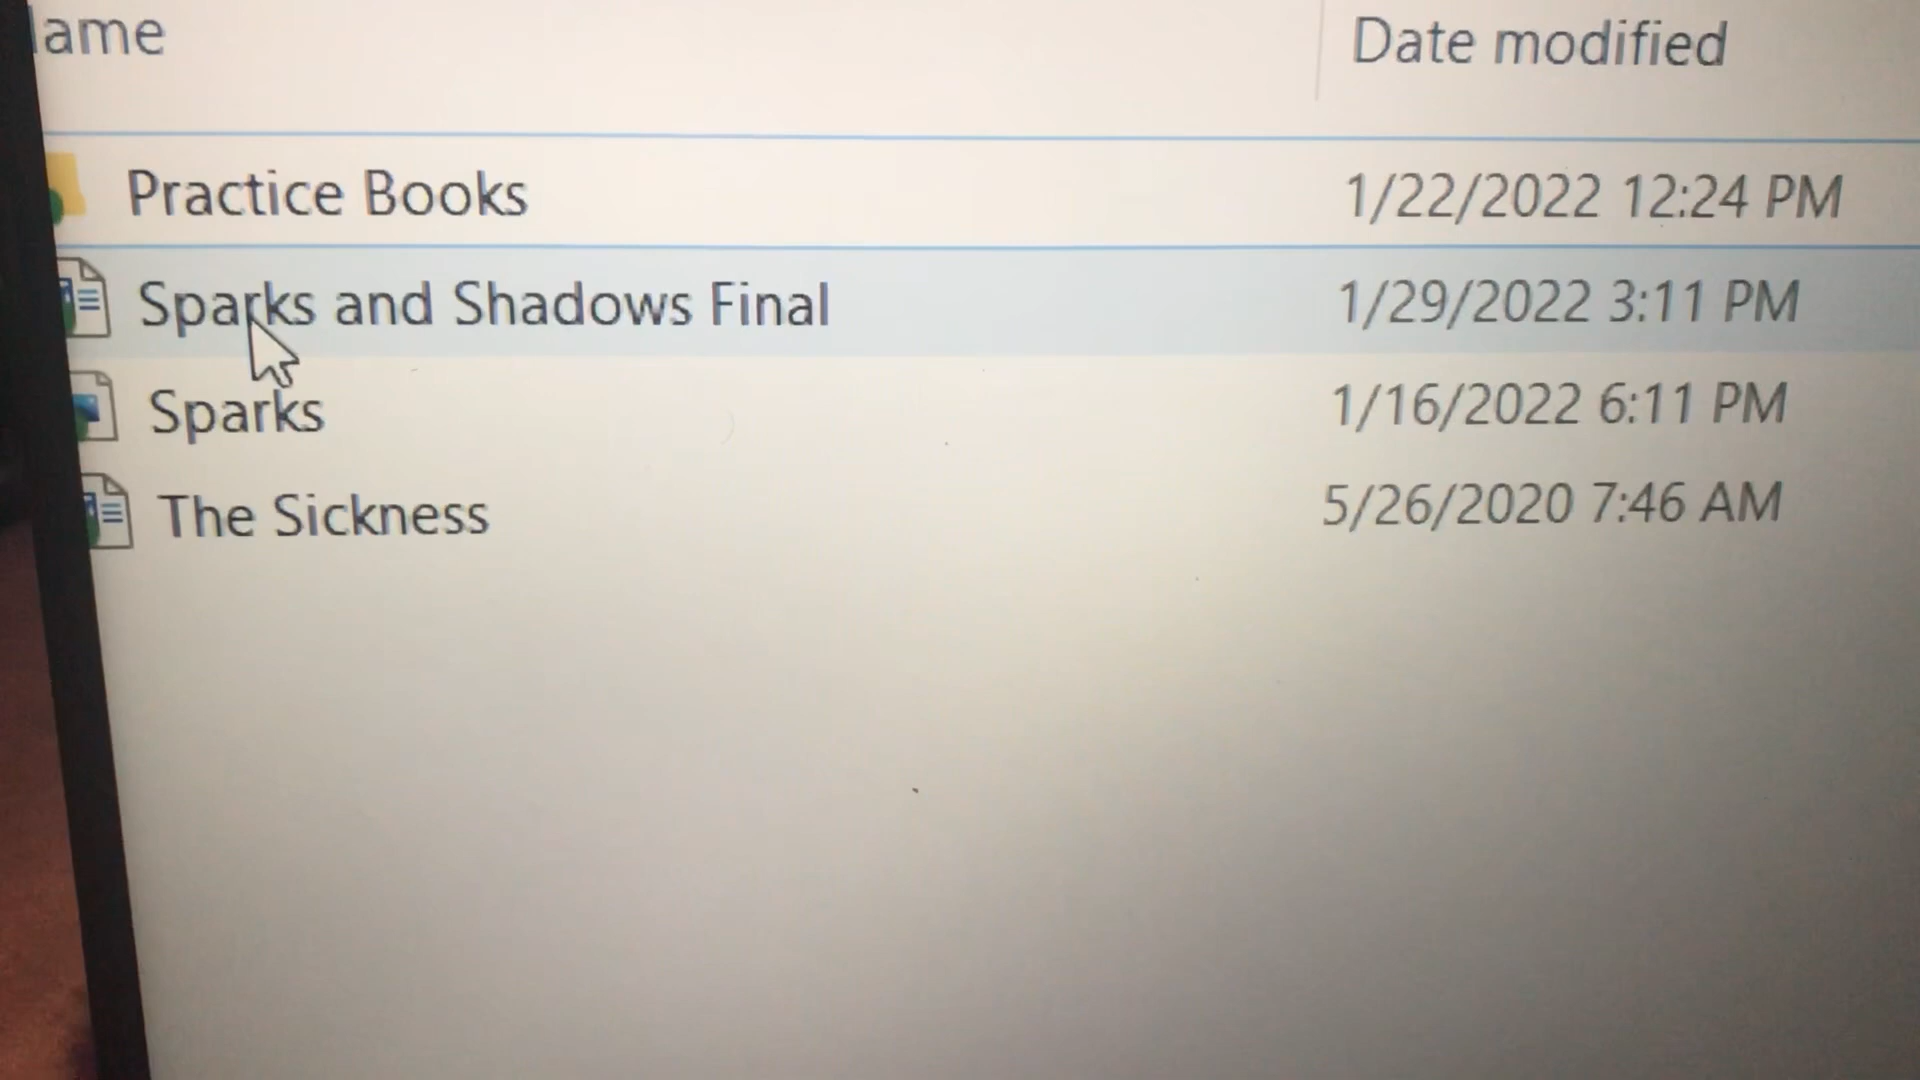 Name Date modified
Practice Books 1/22/2022 12:24 PM
Sparks and Shadows Final 1/29/2022 3:11 PM
Sparks 1/16/2022 6:11 PM
The Sickness 5/26/2020 7:46 AM